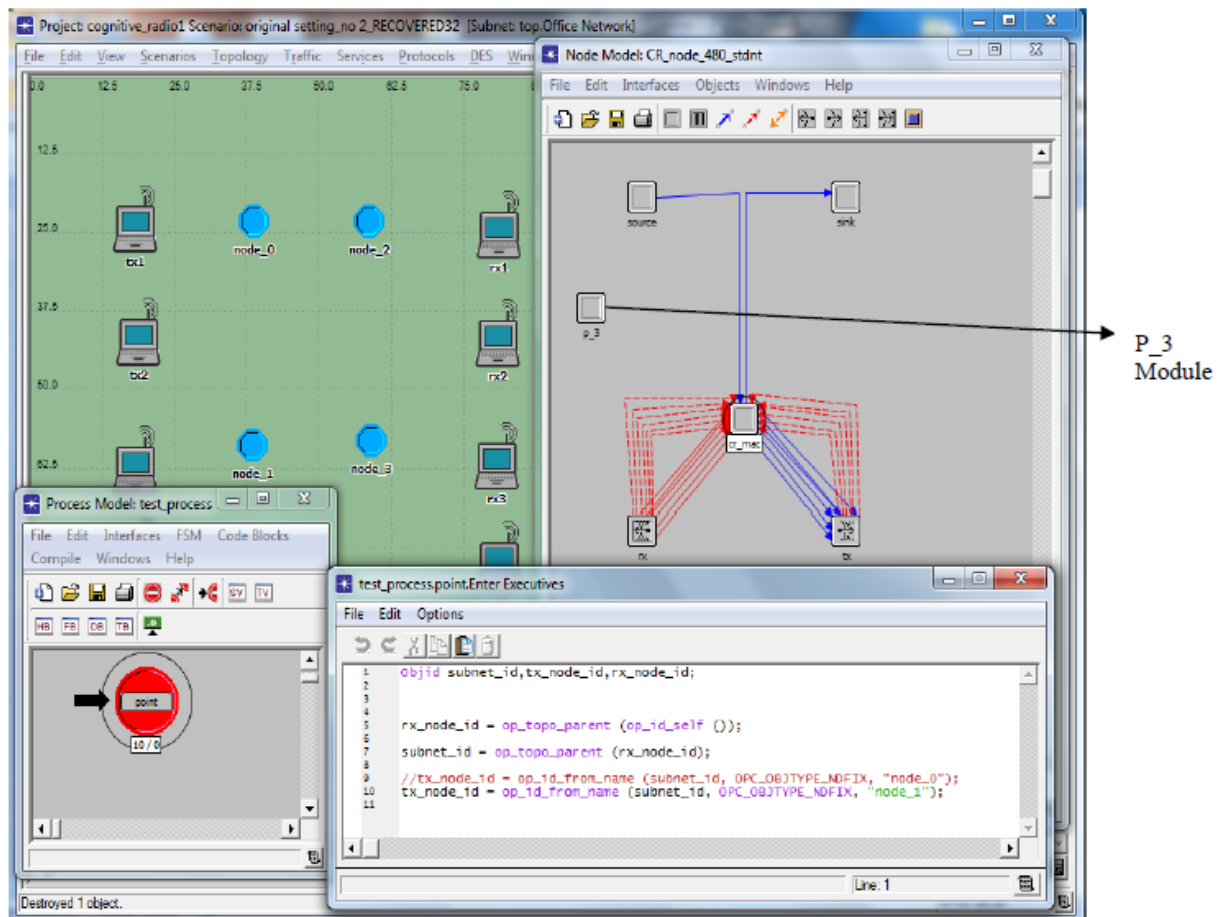 Project: cognitive_radio1 Scenario: original setting_no 2_RECOVERED32 [Subnet: top.Office Network]
File Edit View Scenarios Topology Traffic Services Protocols DES
0.0 12.5 25.0 37.5 50.0 62.5 75.0
12.5
25.0
37.5
50.0
62.5
tx1
node_0
node_2
rx1
tx2
rx2
node_1
node_3
rx3
Node Model: CR_node_480_stdnt
File Edit Interfaces Objects Windows Help
source
sink
p_3
cr_mac
rx
tx
P_3
Module
Process Model: test_process
File Edit Interfaces FSM Code Blocks
Compile Windows Help
SV TV
HB FB DB TB
point
10 / 0
test_process.point.Enter Executives
File Edit Options
1 Objid subnet_id,tx_node_id,rx_node_id;
2
3
4
5 rx_node_id = op_topo_parent (op_id_self ());
6
7 subnet_id = op_topo_parent (rx_node_id);
8
9 //tx_node_id = op_id_from_name (subnet_id, OPC_OBJTYPE_NDFIX, "node_0");
10 tx_node_id = op_id_from_name (subnet_id, OPC_OBJTYPE_NDFIX, "node_1");
11
Line: 1
Destroyed 1 object.